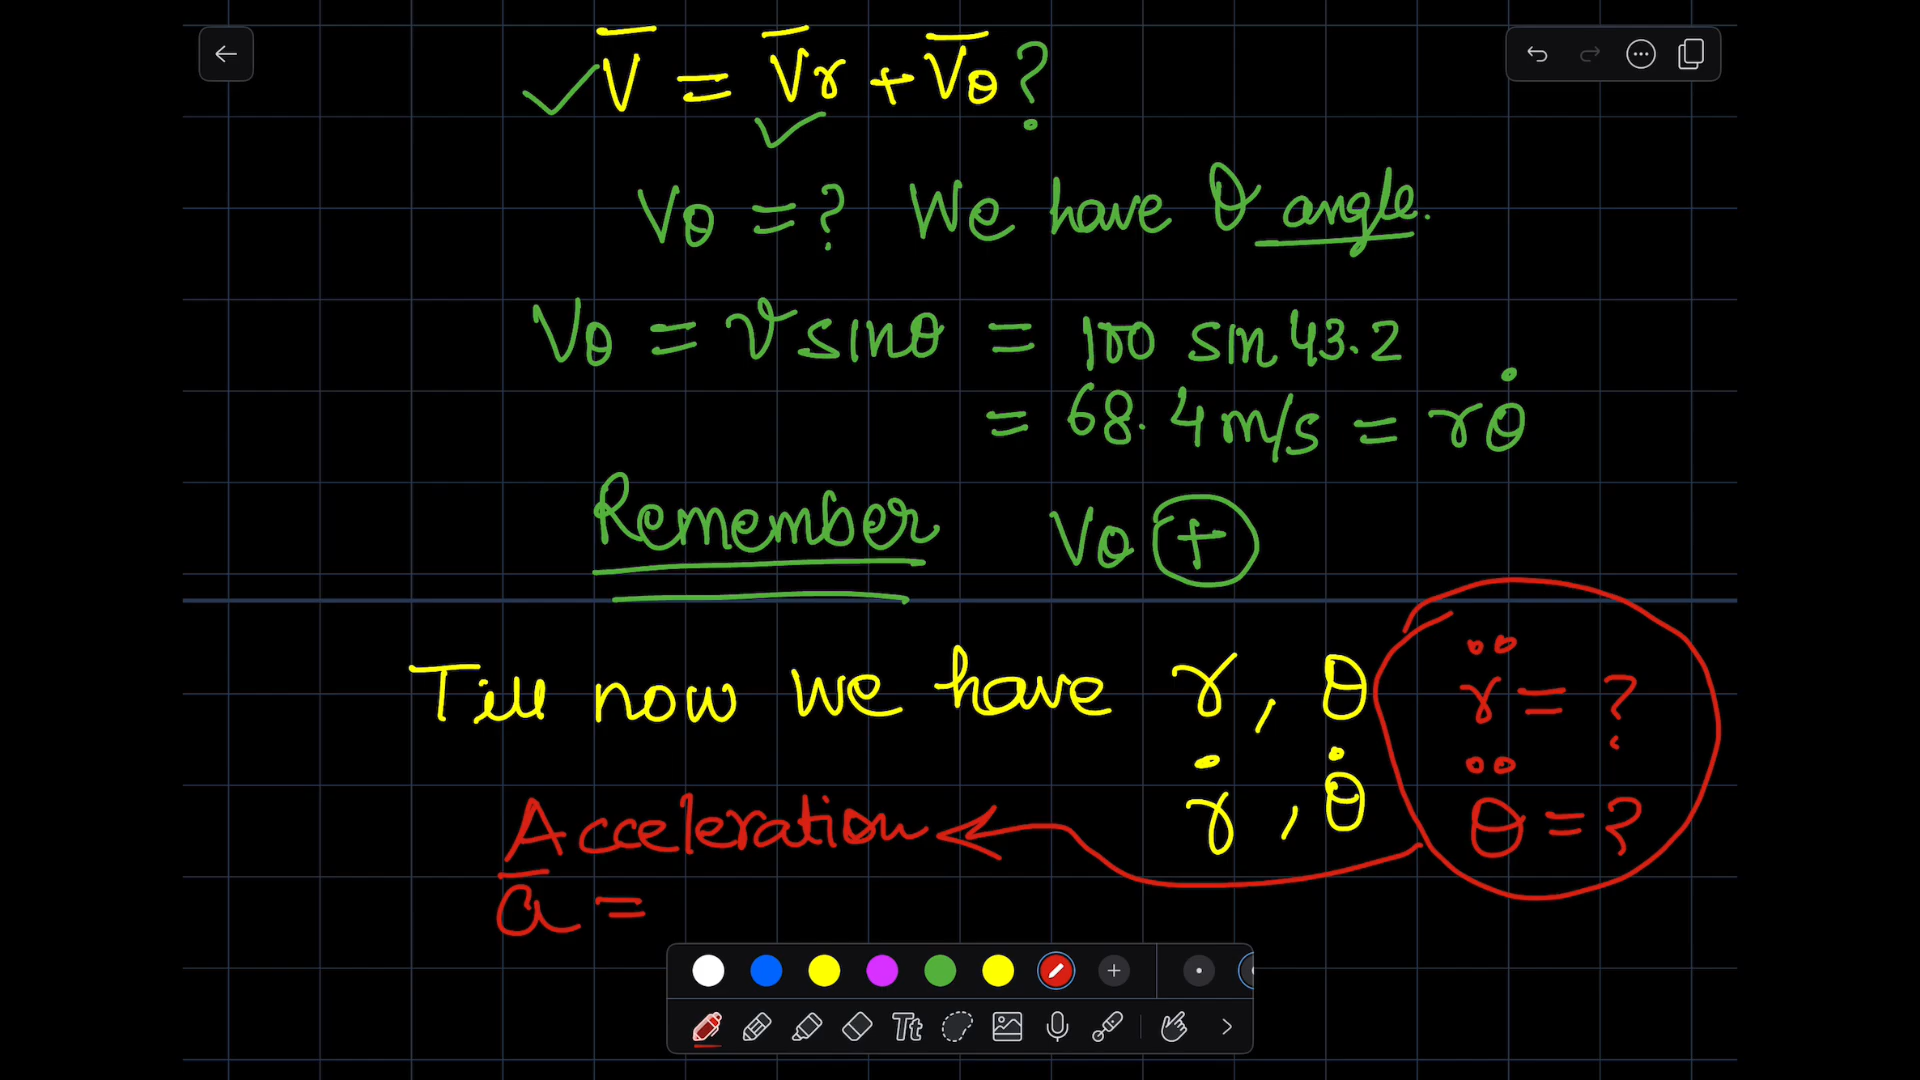 V̅ = V̅r + V̅θ ?
Vθ = ? We have θ angle.
Vθ = v sinθ = 100 sin 43.2
= 68.4 m/s = rθ̇
Remember Vθ +
Till now we have r, θ r̈ = ?
ṙ, θ̇ θ̈ = ?
Acceleration
a̅ =
Tt